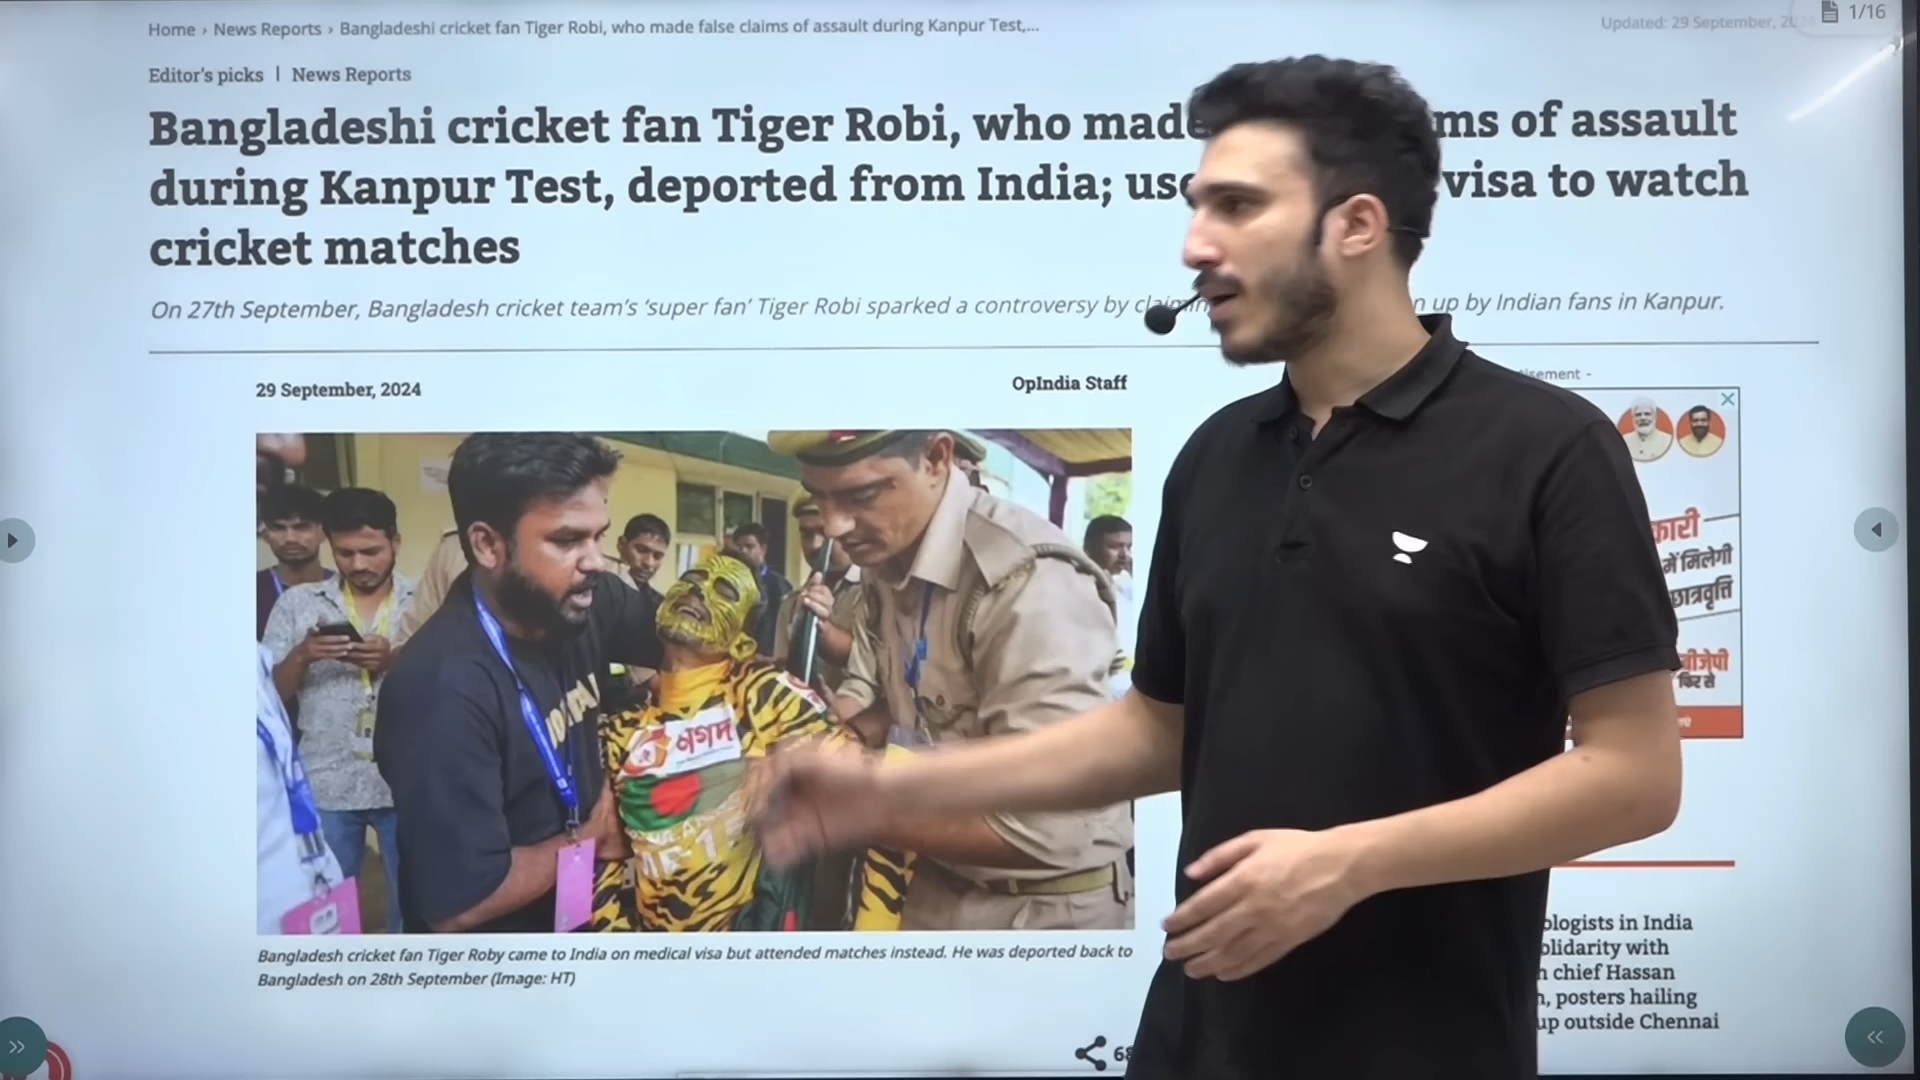 Home › News Reports › Bangladeshi cricket fan Tiger Robi, who made false claims of assault during Kanpur Test,...
Updated: 29 September,
1/16
Editor's picks | News Reports
Bangladeshi cricket fan Tiger Robi, who made ms of assault
during Kanpur Test, deported from India; use visa to watch
cricket matches
On 27th September, Bangladesh cricket team's 'super fan' Tiger Robi sparked a controversy by n up by Indian fans in Kanpur.
29 September, 2024
OpIndia Staff
isement -
कारी
में मिलेगी
छात्रवृत्ति
बीजेपी
फिर से
নগদ
Bangladesh cricket fan Tiger Roby came to India on medical visa but attended matches instead. He was deported back to
Bangladesh on 28th September (Image: HT)
ologists in India
olidarity with
h chief Hassan
h, posters hailing
up outside Chennai